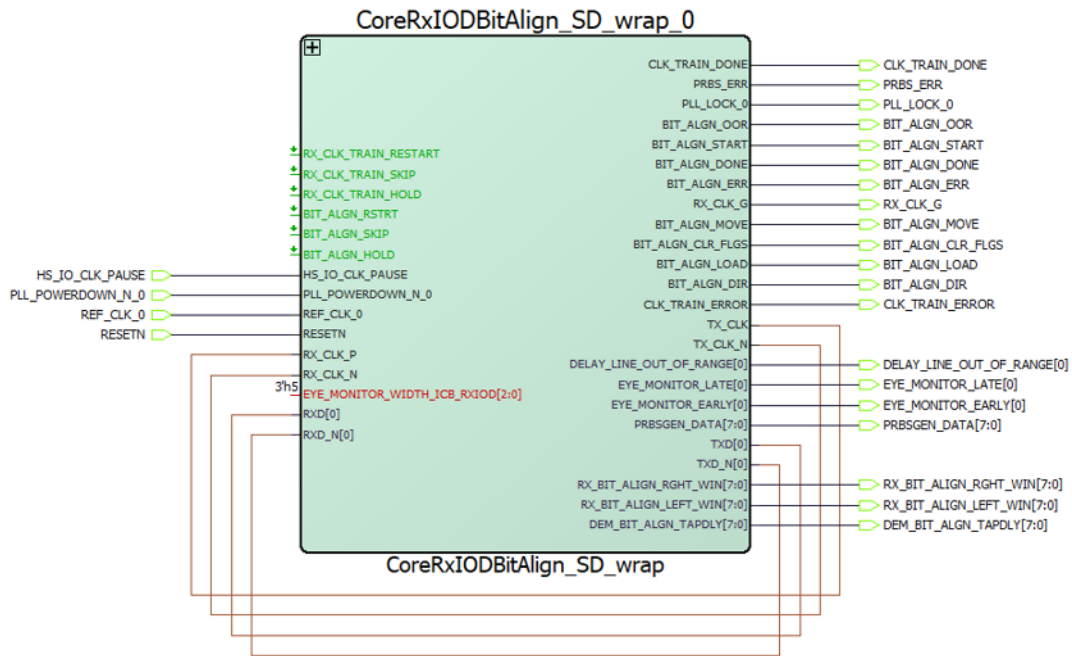 CoreRxIODBitAlign_SD_wrap_0
CLK_TRAIN_DONE CLK_TRAIN_DONE
PRBS_ERR PRBS_ERR
PLL_LOCK_0 PLL_LOCK_0
BIT_ALGN_OOR BIT_ALGN_OOR
BIT_ALGN_START BIT_ALGN_START
RX_CLK_TRAIN_RESTART
BIT_ALGN_DONE BIT_ALGN_DONE
RX_CLK_TRAIN_SKIP
BIT_ALGN_ERR BIT_ALGN_ERR
RX_CLK_TRAIN_HOLD
RX_CLK_G RX_CLK_G
BIT_ALGN_RSTRT
BIT_ALGN_MOVE BIT_ALGN_MOVE
BIT_ALGN_SKIP
BIT_ALGN_CLR_FLGS BIT_ALGN_CLR_FLGS
BIT_ALGN_HOLD
BIT_ALGN_LOAD BIT_ALGN_LOAD
HS_IO_CLK_PAUSE HS_IO_CLK_PAUSE
BIT_ALGN_DIR BIT_ALGN_DIR
PLL_POWERDOWN_N_0 PLL_POWERDOWN_N_0
CLK_TRAIN_ERROR CLK_TRAIN_ERROR
REF_CLK_0 REF_CLK_0
TX_CLK
RESETN RESETN
TX_CLK_N
RX_CLK_P
DELAY_LINE_OUT_OF_RANGE[0] DELAY_LINE_OUT_OF_RANGE[0]
RX_CLK_N
EYE_MONITOR_LATE[0] EYE_MONITOR_LATE[0]
3'h5 EYE_MONITOR_WIDTH_ICB_RXIOD[2:0]
EYE_MONITOR_EARLY[0] EYE_MONITOR_EARLY[0]
RXD[0]
PRBSGEN_DATA[7:0] PRBSGEN_DATA[7:0]
RXD_N[0]
TXD[0]
TXD_N[0]
RX_BIT_ALIGN_RGHT_WIN[7:0] RX_BIT_ALIGN_RGHT_WIN[7:0]
RX_BIT_ALIGN_LEFT_WIN[7:0] RX_BIT_ALIGN_LEFT_WIN[7:0]
DEM_BIT_ALGN_TAPDLY[7:0] DEM_BIT_ALGN_TAPDLY[7:0]
CoreRxIODBitAlign_SD_wrap